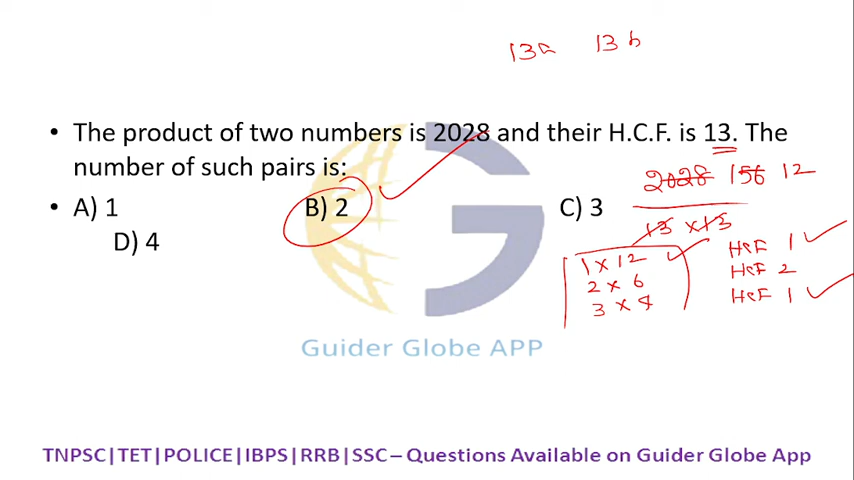 13a 13 b
• The product of two numbers is 2028 and their H.C.F. is 13. The
number of such pairs is:
2028 156 12
13 x 13
• A) 1 B) 2 C) 3
D) 4
1 x 12 HCF 1
2 x 6 HCF 2
3 x 4 HCF 1
Guider Globe APP
TNPSC|TET|POLICE|IBPS|RRB|SSC – Questions Available on Guider Globe App